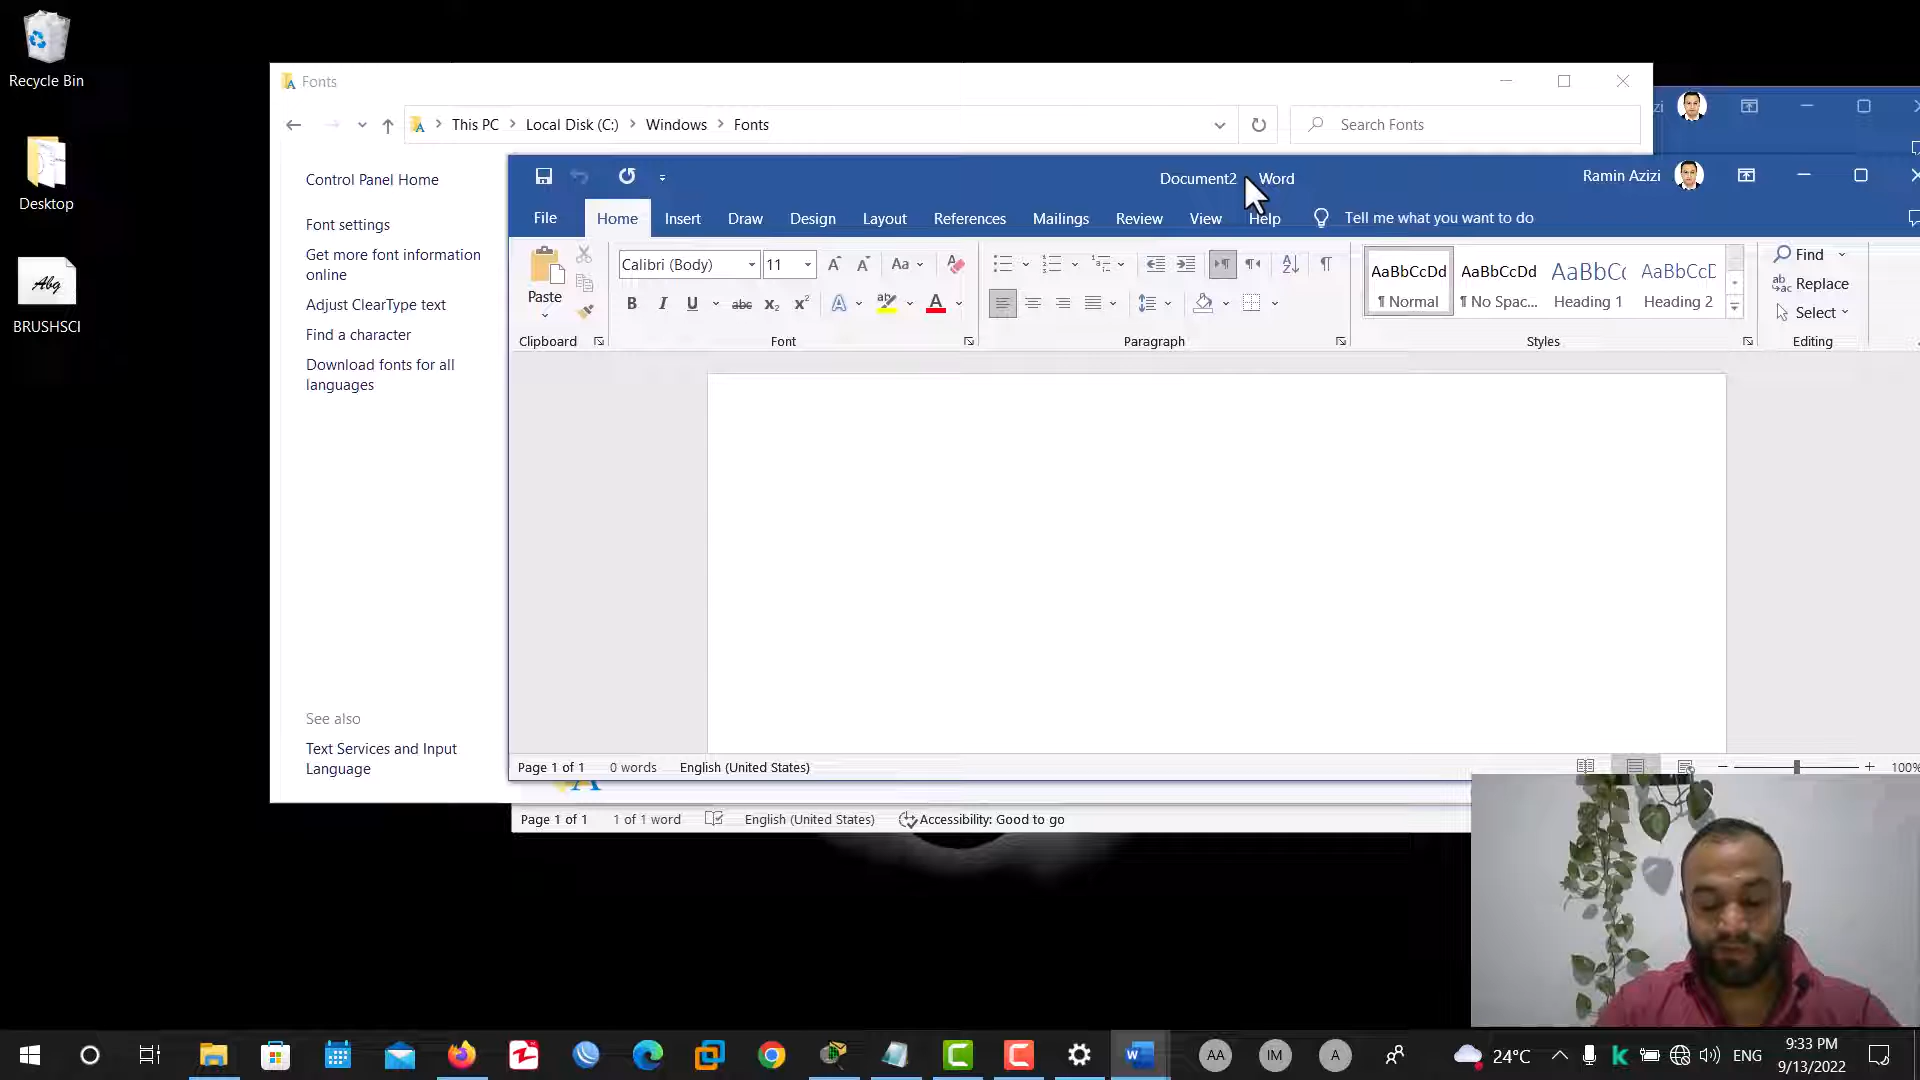 Recycle Bin
Desktop
Abg
BRUSHSCI
Fonts
This PC > Local Disk (C:) > Windows > Fonts
Search Fonts
Control Panel Home
Font settings
Get more font information
online
Adjust ClearType text
Find a character
Download fonts for all
languages
See also
Text Services and Input
Language
zi
Document2 Word
Ramin Azizi
File Home Insert Draw Design Layout References Mailings Review View Help Tell me what you want to do
Paste
Clipboard
Calibri (Body) 11
Font
Paragraph
AaBbCcDd AaBbCcDd AaBbC AaBbCc
¶ Normal ¶ No Spac... Heading 1 Heading 2
Styles
Find
Replace
Select
Editing
Page 1 of 1 0 words English (United States)
100%
Page 1 of 1 1 of 1 word English (United States) Accessibility: Good to go
AA IM A
24°C ENG
9:33 PM
9/13/2022